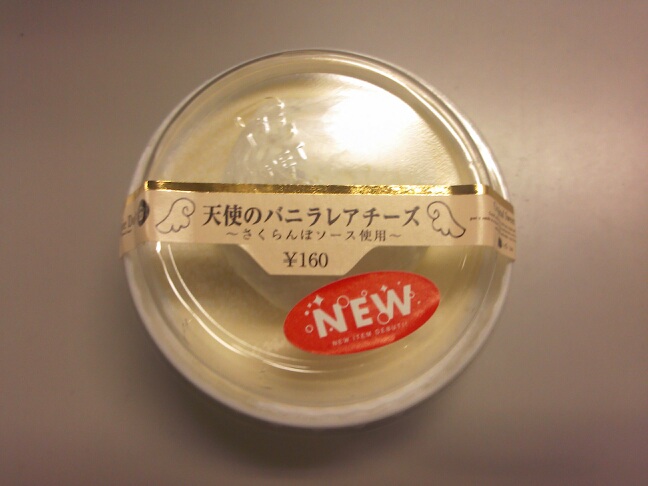 天使のバニラレアチーズ
～さくらんぼソース使用～
¥160
NEW
NEW ITEM DEBUT!!